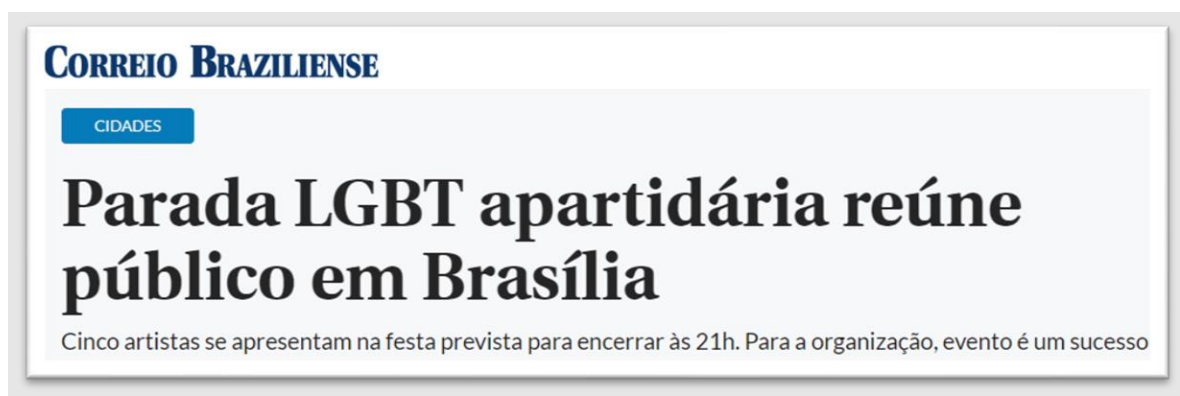 CORREIO BRAZILIENSE
CIDADES
Parada LGBT apartidária reúne
público em Brasília
Cinco artistas se apresentam na festa prevista para encerrar às 21h. Para a organização, evento é um sucesso